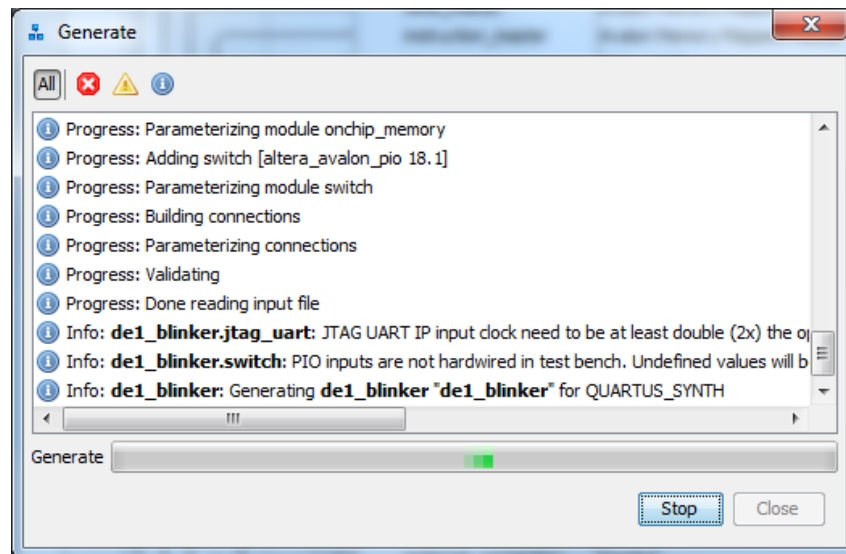 Generate
All
Progress: Parameterizing module onchip_memory
Progress: Adding switch [altera_avalon_pio 18.1]
Progress: Parameterizing module switch
Progress: Building connections
Progress: Parameterizing connections
Progress: Validating
Progress: Done reading input file
Info: de1_blinker.jtag_uart: JTAG UART IP input clock need to be at least double (2x) the
Info: de1_blinker.switch: PIO inputs are not hardwired in test bench. Undefined values will b
Info: de1_blinker: Generating de1_blinker "de1_blinker" for QUARTUS_SYNTH
Generate
Stop Close